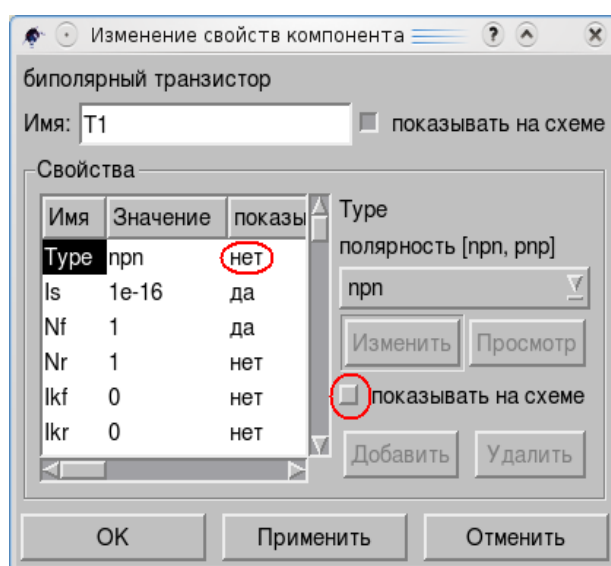 Изменение свойств компонента
биполярный транзистор
Имя: T1 показывать на схеме
Свойства
Имя Значение показы
Type npn нет
Is 1e-16 да
Nf 1 да
Nr 1 нет
Ikf 0 нет
Ikr 0 нет
Type
полярность [npn, pnp]
npn
Изменить Просмотр
показывать на схеме
Добавить Удалить
OK Применить Отменить